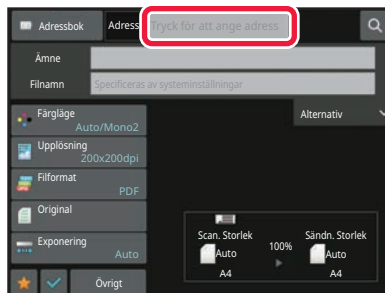 Adressbok Adress Tryck för att ange adress
Ämne
Filnamn Specificeras av systeminställningar
Färgläge
Auto/Mono2
Alternativ
Upplösning
200x200dpi
Filformat
PDF
Original
Exponering
Auto
Scan. Storlek
Auto
A4
100%
Sändn. Storlek
Auto
A4
Övrigt